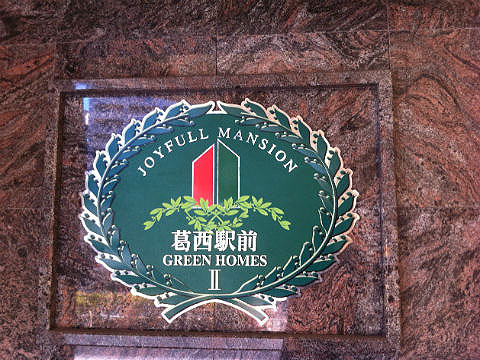 JOYFULL MANSION
葛西駅前
GREEN HOMES
II